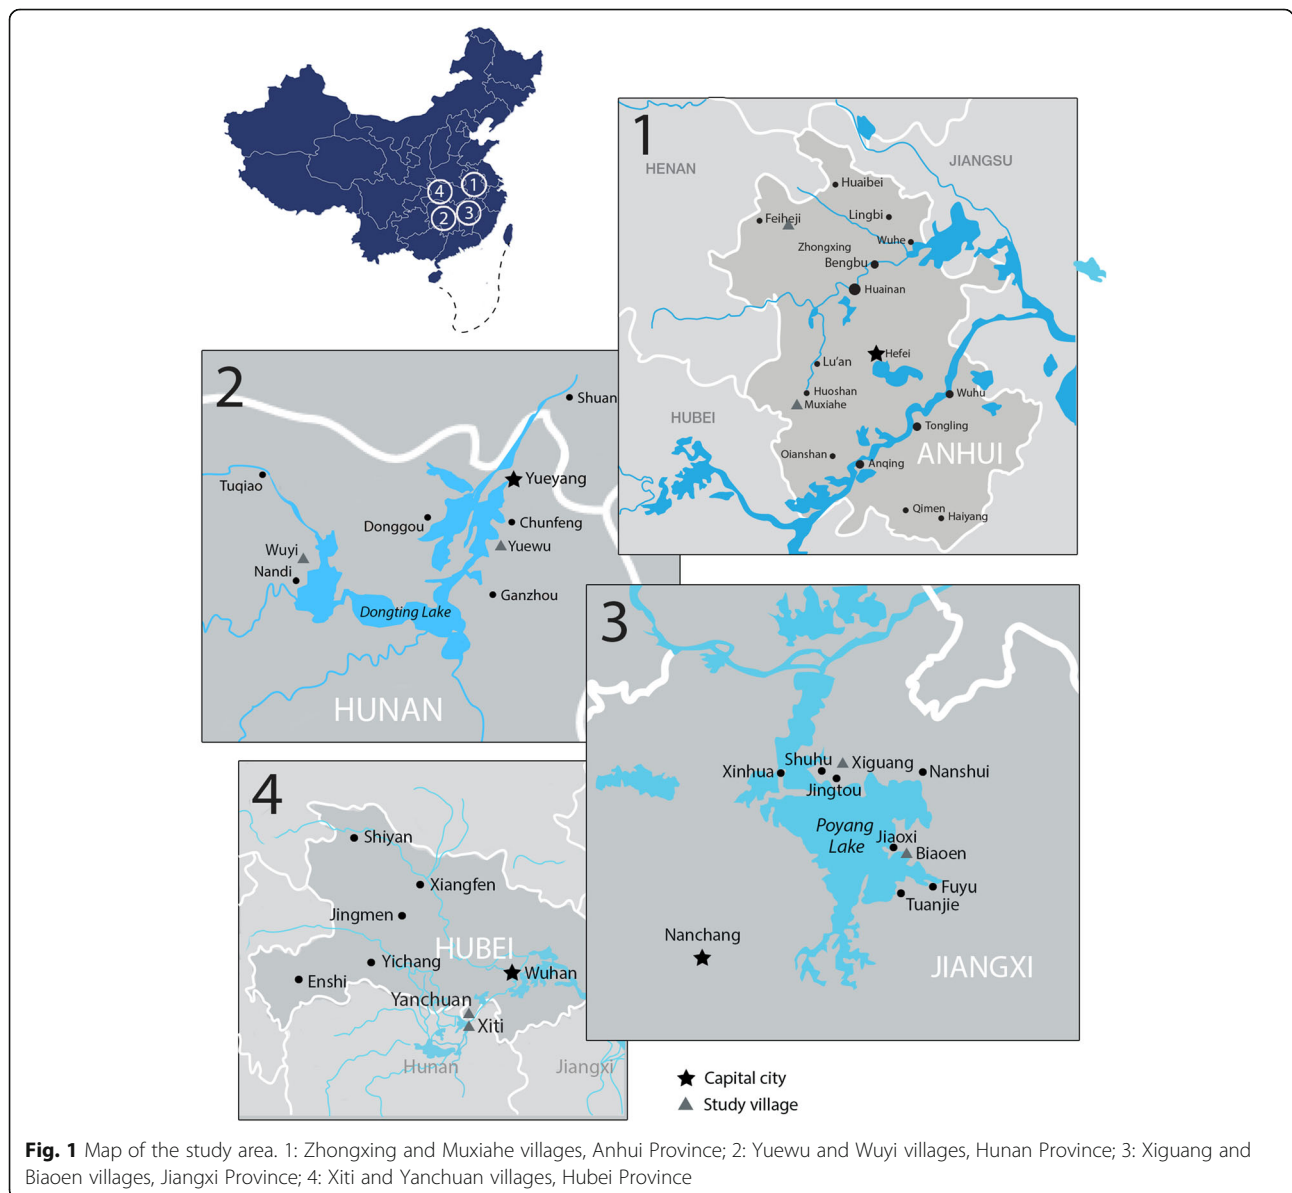 1
2
3
4
1
HENAN
JIANGSU
Huaibei
Feiheji
Lingbi
Wuhe
Zhongxing
Bengbu
Huainan
Lu'an
Hefei
Huoshan
Muxiahe
Wuhu
HUBEI
Tongling
ANHUI
Oianshan
Anqing
Qimen
Haiyang
2
Shuan
Tuqiao
Yueyang
Donggou
Chunfeng
Wuyi
Yuewu
Nandi
Ganzhou
Dongting Lake
HUNAN
3
Shuhu
Xiguang
Xinhua
Nanshui
Jingtou
Poyang
Lake
Jiaoxi
Biaoen
Fuyu
Tuanjie
Nanchang
JIANGXI
4
Shiyan
Xiangfen
Jingmen
HUBEI
Yichang
Wuhan
Enshi
Yanchuan
Xiti
Hunan
Jiangxi
Capital city
Study village
Fig. 1 Map of the study area. 1: Zhongxing and Muxiahe villages, Anhui Province; 2: Yuewu and Wuyi villages, Hunan Province; 3: Xiguang and
Biaoen villages, Jiangxi Province; 4: Xiti and Yanchuan villages, Hubei Province